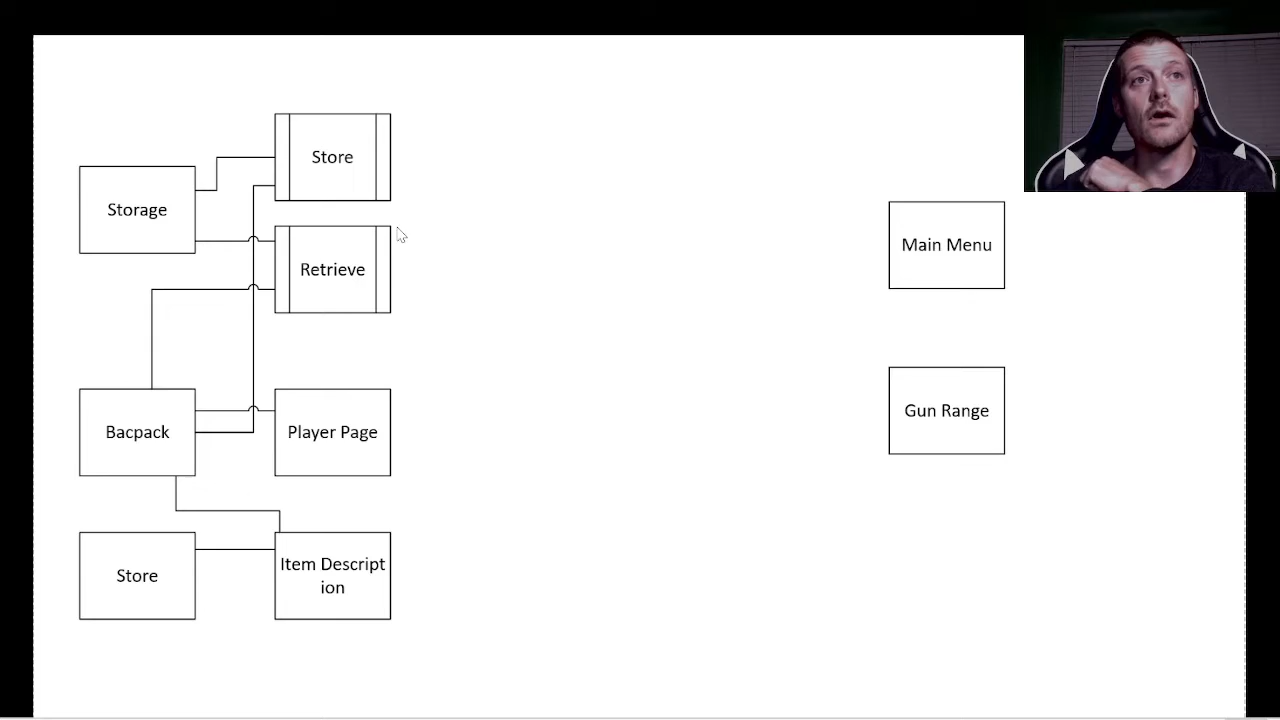 Store
Storage
Retrieve
Main Menu
Gun Range
Bacpack
Player Page
Store
Item Descript
ion